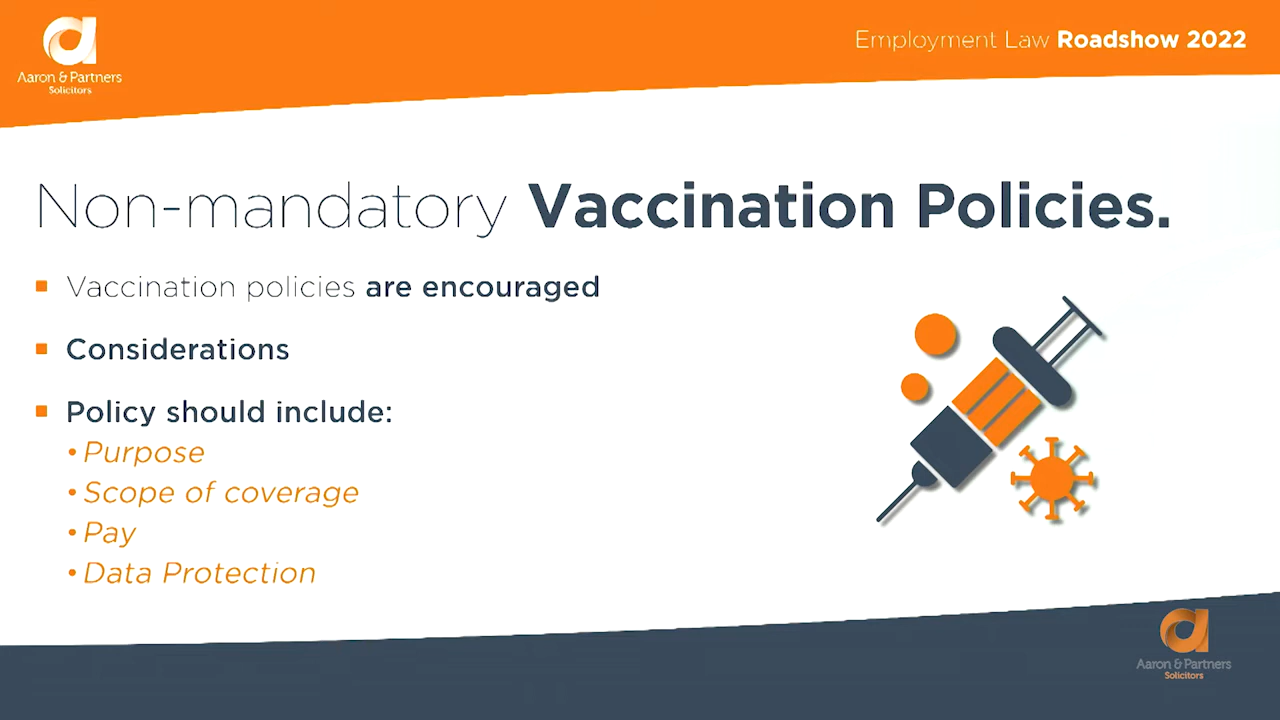 Aaron & Partners
Solicitors
Employment Law Roadshow 2022
Non-mandatory Vaccination Policies.
Vaccination policies are encouraged
Considerations
Policy should include:
• Purpose
• Scope of coverage
• Pay
• Data Protection
Aaron & Partners
Solicitors